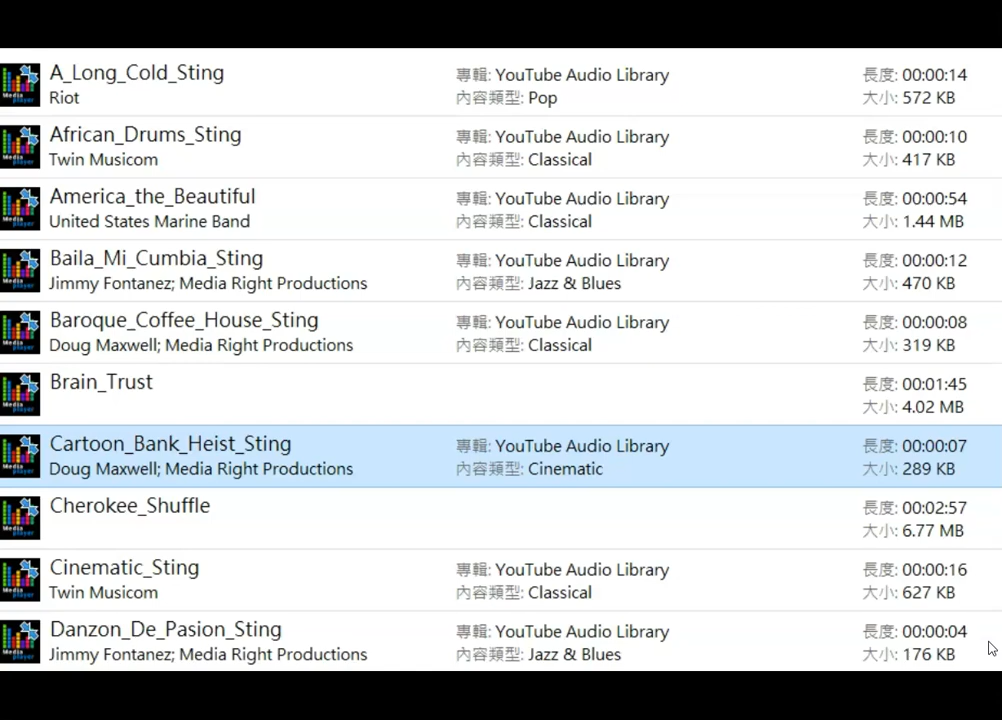 A_Long_Cold_Sting 專輯: YouTube Audio Library 長度: 00:00:14
Riot 內容類型: Pop 大小: 572 KB
African_Drums_Sting 專輯: YouTube Audio Library 長度: 00:00:10
Twin Musicom 內容類型: Classical 大小: 417 KB
America_the_Beautiful 專輯: YouTube Audio Library 長度: 00:00:54
United States Marine Band 內容類型: Classical 大小: 1.44 MB
Baila_Mi_Cumbia_Sting 專輯: YouTube Audio Library 長度: 00:00:12
Jimmy Fontanez; Media Right Productions 內容類型: Jazz & Blues 大小: 470 KB
Baroque_Coffee_House_Sting 專輯: YouTube Audio Library 長度: 00:00:08
Doug Maxwell; Media Right Productions 內容類型: Classical 大小: 319 KB
Brain_Trust 長度: 00:01:45
大小: 4.02 MB
Cartoon_Bank_Heist_Sting 專輯: YouTube Audio Library 長度: 00:00:07
Doug Maxwell; Media Right Productions 內容類型: Cinematic 大小: 289 KB
Cherokee_Shuffle 長度: 00:02:57
大小: 6.77 MB
Cinematic_Sting 專輯: YouTube Audio Library 長度: 00:00:16
Twin Musicom 內容類型: Classical 大小: 627 KB
Danzon_De_Pasion_Sting 專輯: YouTube Audio Library 長度: 00:00:04
Jimmy Fontanez; Media Right Productions 內容類型: Jazz & Blues 大小: 176 KB